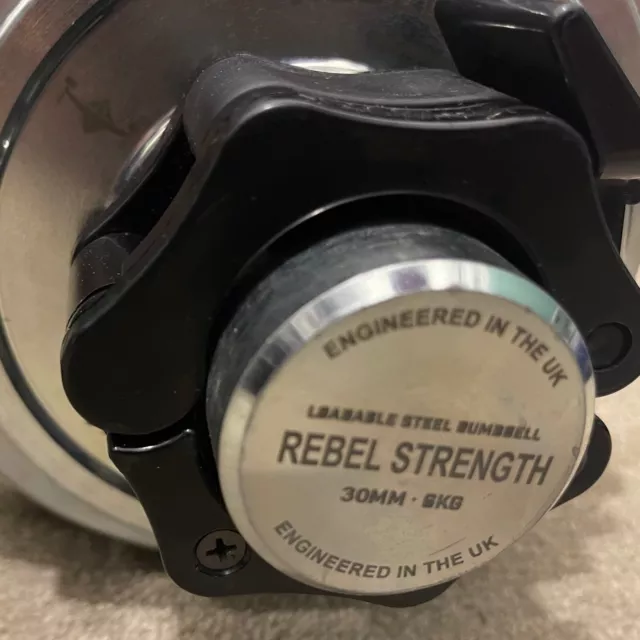 ENGINEERED IN THE UK
LOADABLE STEEL DUMBBELL
REBEL STRENGTH
30MM · 6KG
ENGINEERED IN THE UK